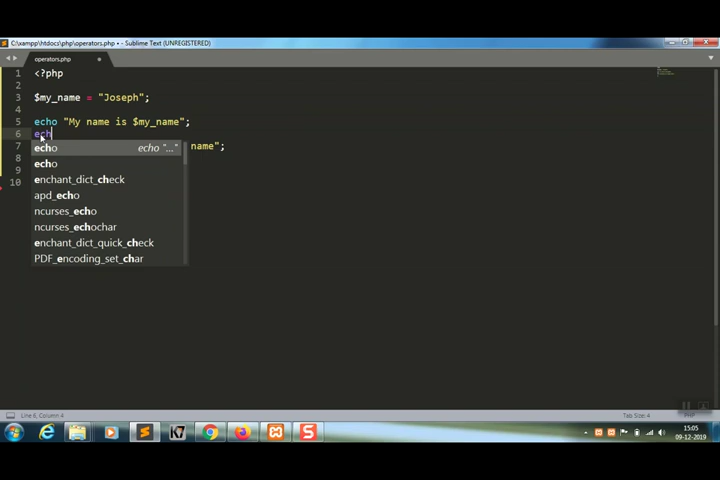 C:\xampp\htdocs\php\operators.php • - Sublime Text (UNREGISTERED)
operators.php
1 <?php
2
3 $my_name = "Joseph";
4
5 echo "My name is $my_name";
6 ech
7 name";
8
9
10
echo echo "..."
echo
enchant_dict_check
apd_echo
ncurses_echo
ncurses_echochar
enchant_dict_quick_check
PDF_encoding_set_char
Line 6, Column 4 Tab Size: 4 PHP
15:05
09-12-2019